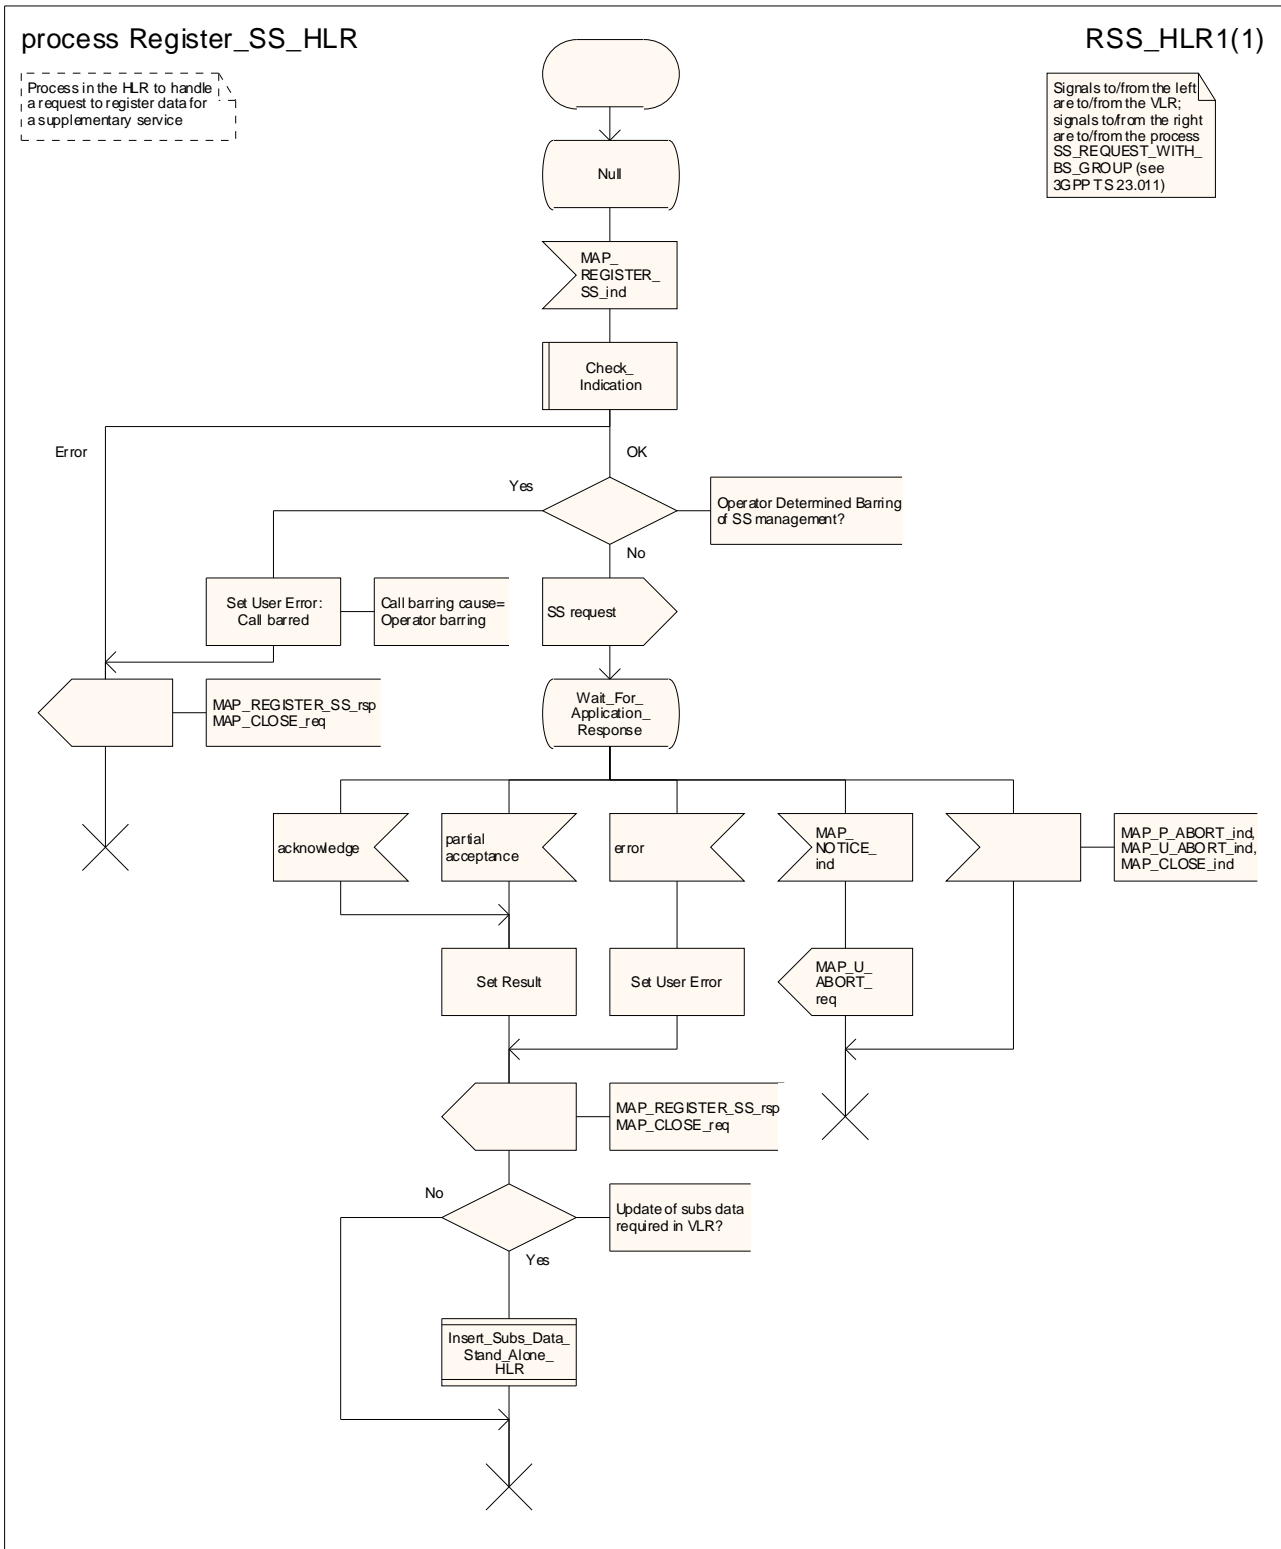 process Register_SS_HLR
RSS_HLR1(1)
Process in the HLR to handle
a request to register data for
a supplementary service
Signals to/from the left
are to/from the VLR;
signals to/from the right
are to/from the process
SS_REQUEST_WITH_
BS_GROUP (see
3GPP TS 23.011)
Null
MAP_
REGISTER_
SS_ind
Check_
Indication
Error
OK
Yes
Operator Determined Barring
of SS management?
No
Set User Error:
Call barred
Call barring cause=
Operator barring
SS request
MAP_REGISTER_SS_rsp
MAP_CLOSE_req
Wait_For_
Application_
Response
acknowledge
partial
acceptance
error
MAP_
NOTICE_
ind
MAP_P_ABORT_ind,
MAP_U_ABORT_ind,
MAP_CLOSE_ind
Set Result
Set User Error
MAP_U_
ABORT_
req
MAP_REGISTER_SS_rsp
MAP_CLOSE_req
No
Update of subs data
required in VLR?
Yes
Insert_Subs_Data_
Stand_Alone_
HLR